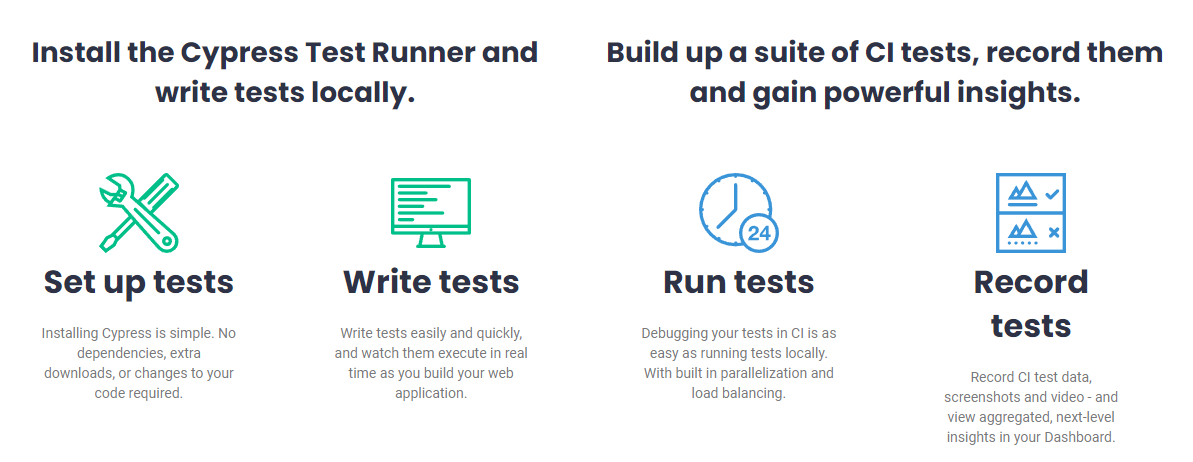 Install the Cypress Test Runner and
write tests locally.
Build up a suite of CI tests, record them
and gain powerful insights.
Set up tests
Installing Cypress is simple. No
dependencies, extra
downloads, or changes to your
code required.
Write tests
Write tests easily and quickly,
and watch them execute in real
time as you build your web
application.
24
Run tests
Debugging your tests in CI is as
easy as running tests locally.
With built in parallelization and
load balancing.
Record
tests
Record CI test data,
screenshots and video - and
view aggregated, next-level
insights in your Dashboard.